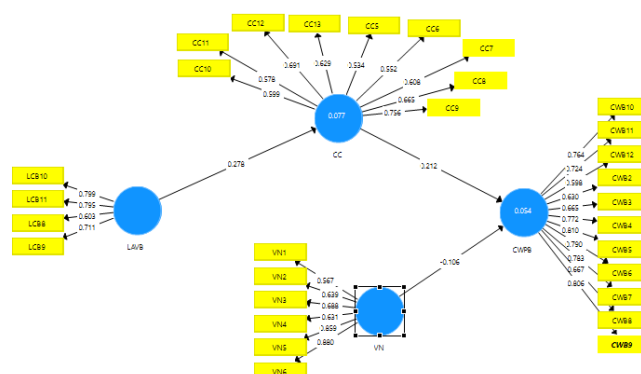 CC12
CC13
CC5
CC6
CC11
CC7
CC10
CC8
CC9
0.691
0.629
0.534
0.552
0.578
0.608
0.599
0.665
0.756
0.077
CC
0.278
0.212
LCB10
LCB11
LCB8
LCB9
0.799
0.795
0.603
0.711
LAVB
CWB10
CWB11
CWB12
CWB2
CWB3
CWB4
CWB5
CWB6
CWB7
CWB8
CWB9
0.764
0.724
0.598
0.630
0.665
0.772
0.810
0.790
0.783
0.667
0.806
0.054
CWPB
-0.106
VN1
VN2
VN3
VN4
VN5
VN6
0.567
0.639
0.688
0.631
0.859
0.880
VN